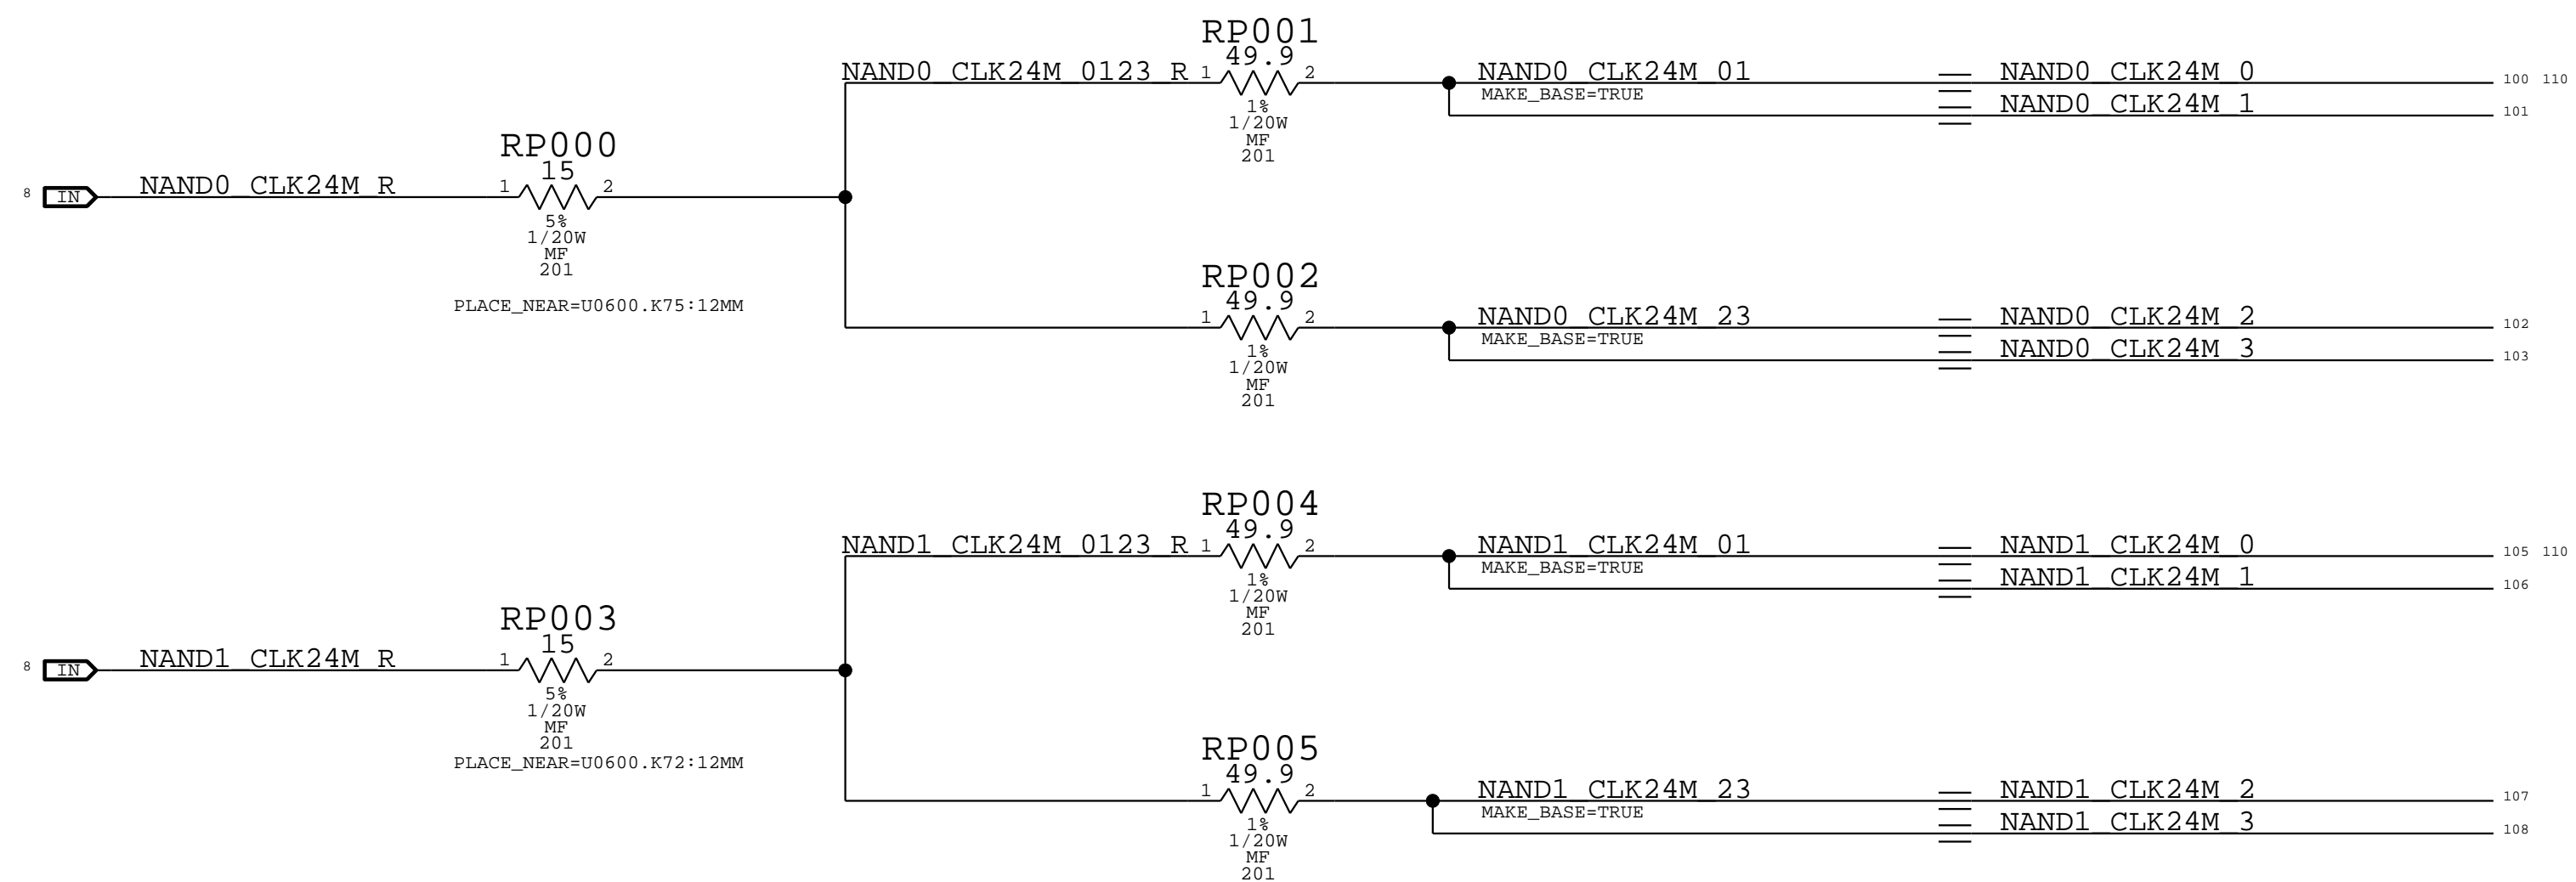 RP001
49.9
NAND0_CLK24M_0123_R 1 2 NAND0_CLK24M_01 NAND0_CLK24M_0 100 110
MAKE_BASE=TRUE
1% NAND0_CLK24M_1 101
1/20W
MF
201
RP000
15
8 IN NAND0_CLK24M_R 1 2
5%
1/20W
MF
201
PLACE_NEAR=U0600.K75:12MM
RP002
49.9
1 2 NAND0_CLK24M_23 NAND0_CLK24M_2 102
MAKE_BASE=TRUE
1% NAND0_CLK24M_3 103
1/20W
MF
201
RP004
49.9
NAND1_CLK24M_0123_R 1 2 NAND1_CLK24M_01 NAND1_CLK24M_0 105 110
MAKE_BASE=TRUE
1% NAND1_CLK24M_1 106
1/20W
MF
201
RP003
15
8 IN NAND1_CLK24M_R 1 2
5%
1/20W
MF
201
PLACE_NEAR=U0600.K72:12MM
RP005
49.9
1 2 NAND1_CLK24M_23 NAND1_CLK24M_2 107
MAKE_BASE=TRUE
1% NAND1_CLK24M_3 108
1/20W
MF
201